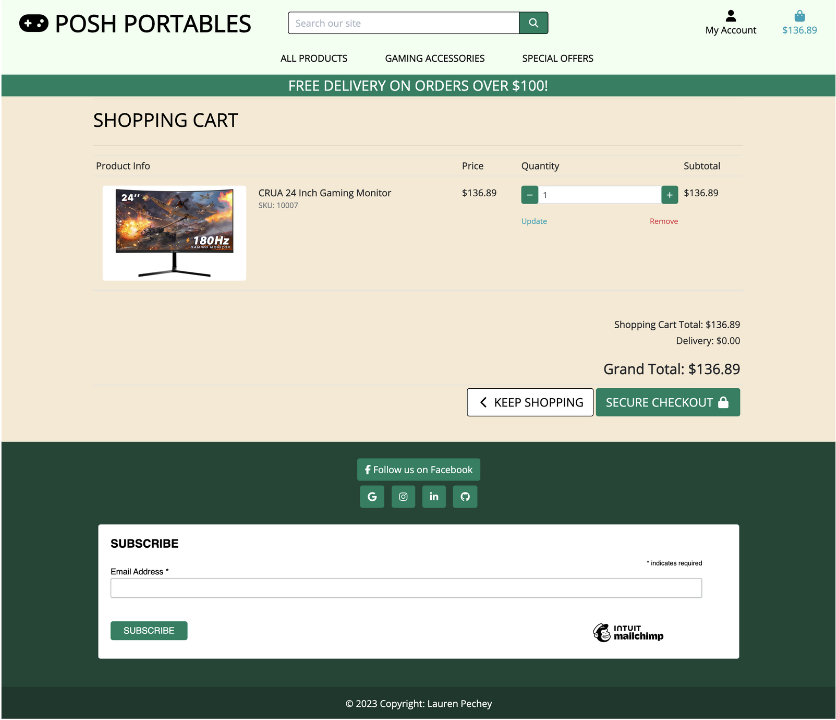 POSH PORTABLES
Search our site
My Account
$136.89
ALL PRODUCTS
GAMING ACCESSORIES
SPECIAL OFFERS
FREE DELIVERY ON ORDERS OVER $100!
SHOPPING CART
Product Info
Price
Quantity
Subtotal
24"
180Hz
GAMING MONITOR
CRUA 24 Inch Gaming Monitor
SKU: 10007
$136.89
− 1 +
$136.89
Update
Remove
Shopping Cart Total: $136.89
Delivery: $0.00
Grand Total: $136.89
KEEP SHOPPING
SECURE CHECKOUT
Follow us on Facebook
SUBSCRIBE
* indicates required
Email Address *
SUBSCRIBE
INTUIT
mailchimp
© 2023 Copyright: Lauren Pechey